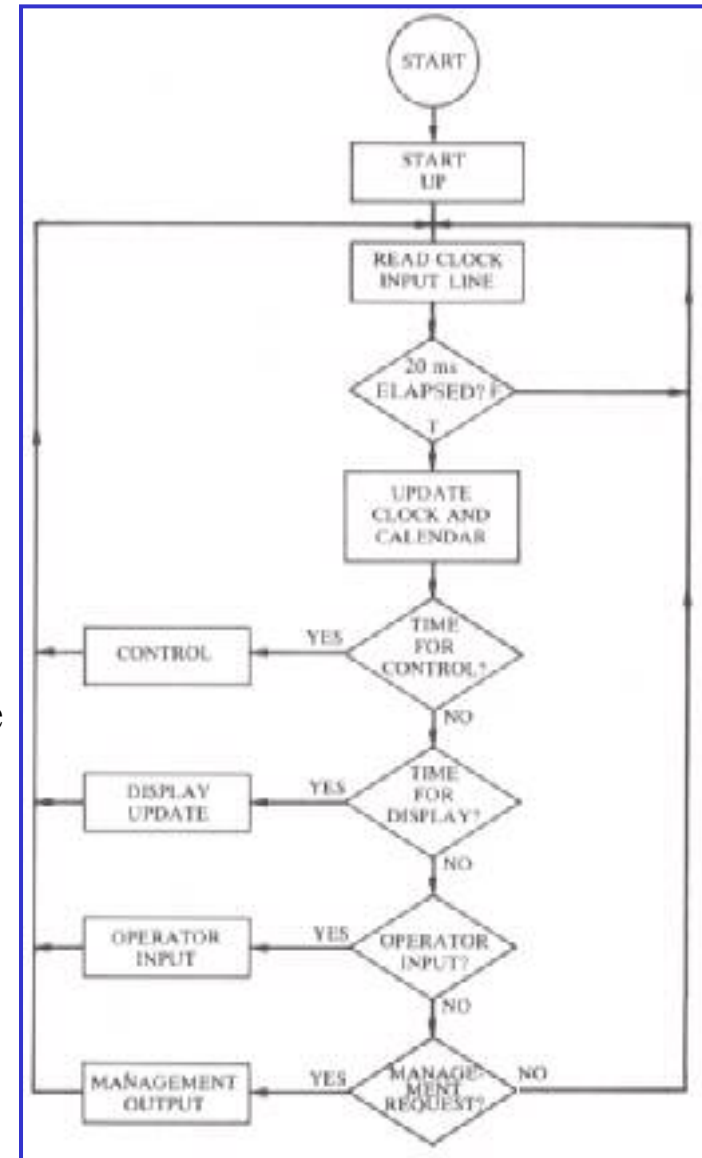 START
START
UP
READ CLOCK
INPUT LINE
20 ms
ELAPSED? F
T
UPDATE
CLOCK AND
CALENDAR
TIME
FOR
CONTROL?
YES
CONTROL
NO
TIME
FOR
DISPLAY?
YES
DISPLAY
UPDATE
NO
OPERATOR
INPUT?
YES
OPERATOR
INPUT
NO
MANAGE-
MENT
REQUEST?
YES
NO
MANAGEMENT
OUTPUT
e